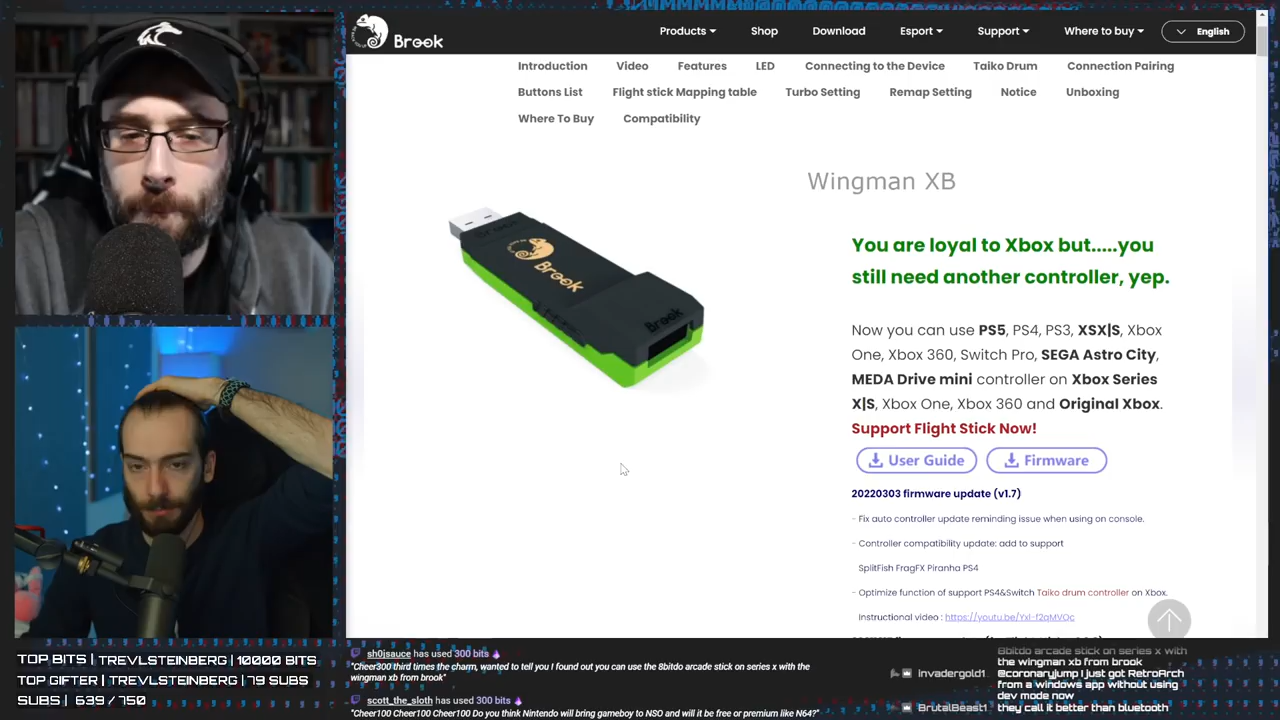 Brook
Products
Shop
Download
Esport
Support
Where to buy
English
Introduction
Video
Features
LED
Connecting to the Device
Taiko Drum
Connection Pairing
Buttons List
Flight stick Mapping table
Turbo Setting
Remap Setting
Notice
Unboxing
Where To Buy
Compatibility
Wingman XB
Brook
Brook
You are loyal to Xbox but.....you
still need another controller, yep.
Now you can use PS5, PS4, PS3, XSX|S, Xbox
One, Xbox 360, Switch Pro, SEGA Astro City,
MEDA Drive mini controller on Xbox Series
X|S, Xbox One, Xbox 360 and Original Xbox.
Support Flight Stick Now!
User Guide
Firmware
20220303 firmware update (v1.7)
- Fix auto controller update reminding issue when using on console.
- Controller compatibility update: add to support
SplitFish FragFX Piranha PS4
- Optimize function of support PS4&Switch Taiko drum controller on Xbox.
Instructional video : https://youtu.be/Yxl-f2qMVQc
TOP BITS | TREVLSTEINBERG | 10000 BITS
TOP GIFTER | TREVLSTEINBERG | 79 SUBS
SUBS | 639 / 750
sh0jsauce has used 300 bits
"Cheer300 third times the charm, wanted to tell you I found out you can use the 8bitdo arcade stick on series x with the
wingman xb from brook"
scott_the_sloth has used 300 bits
"Cheer100 Cheer100 Cheer100 Do you think Nintendo will bring gameboy to NSO and will it be free or premium like N64?"
8bitdo arcade stick on series x with
the wingman xb from brook
invadergold1
@coronaryjump I just got RetroArch
from a windows app without using
dev mode now
BrutalBeast1
they call it better than bluetooth